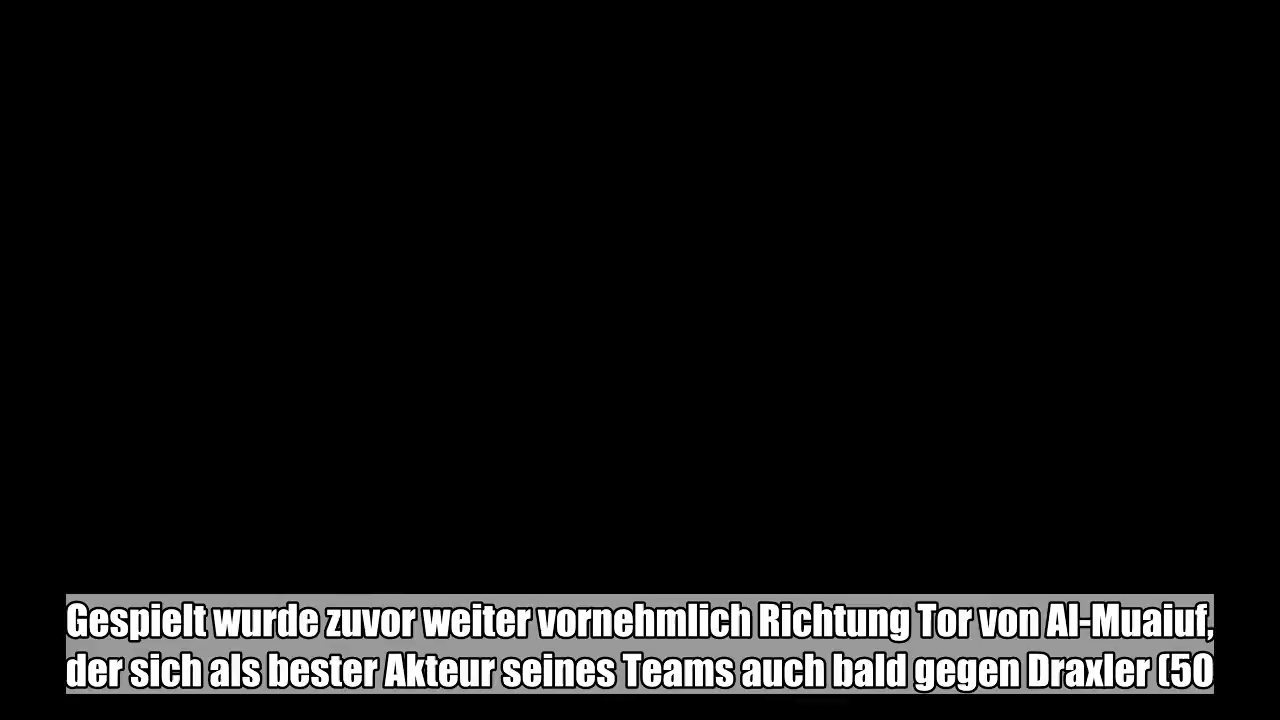 Gespielt wurde zuvor weiter vornehmlich Richtung Tor von Al-Muaiuf,
der sich als bester Akteur seines Teams auch bald gegen Draxler (50